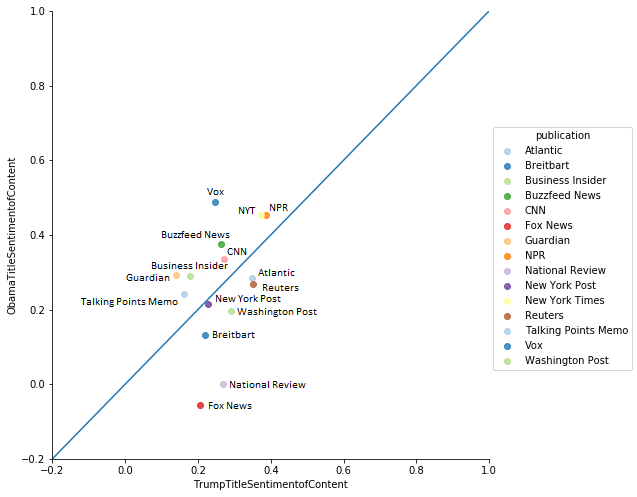 1.0
0.8
0.6
0.4
0.2
0.0
−0.2
ObamaTitleSentimentofContent
Vox
NYT
NPR
Buzzfeed News
CNN
Business Insider
Guardian
Atlantic
Reuters
Talking Points Memo
New York Post
Washington Post
Breitbart
National Review
Fox News
−0.2
0.0
0.2
0.4
0.6
0.8
1.0
TrumpTitleSentimentofContent
publication
Atlantic
Breitbart
Business Insider
Buzzfeed News
CNN
Fox News
Guardian
NPR
National Review
New York Post
New York Times
Reuters
Talking Points Memo
Vox
Washington Post